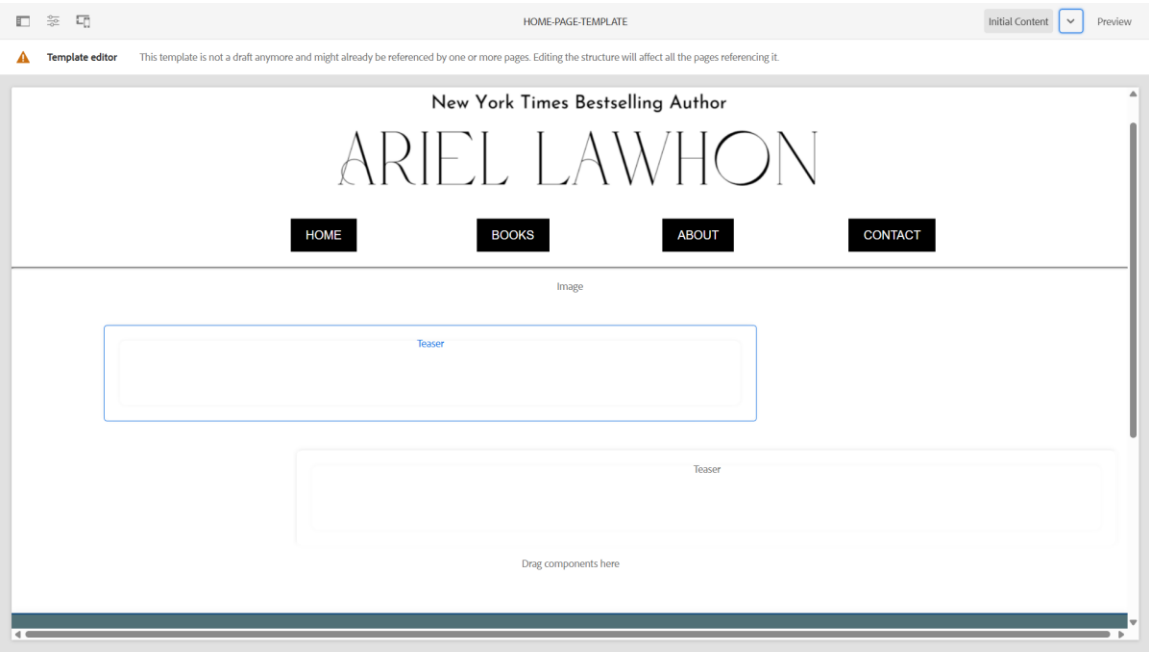 HOME-PAGE-TEMPLATE
Initial Content
Preview
Template editor This template is not a draft anymore and might already be referenced by one or more pages. Editing the structure will affect all the pages referencing it.
New York Times Bestselling Author
ARIEL LAWHON
HOME BOOKS ABOUT CONTACT
Image
Teaser
Teaser
Drag components here